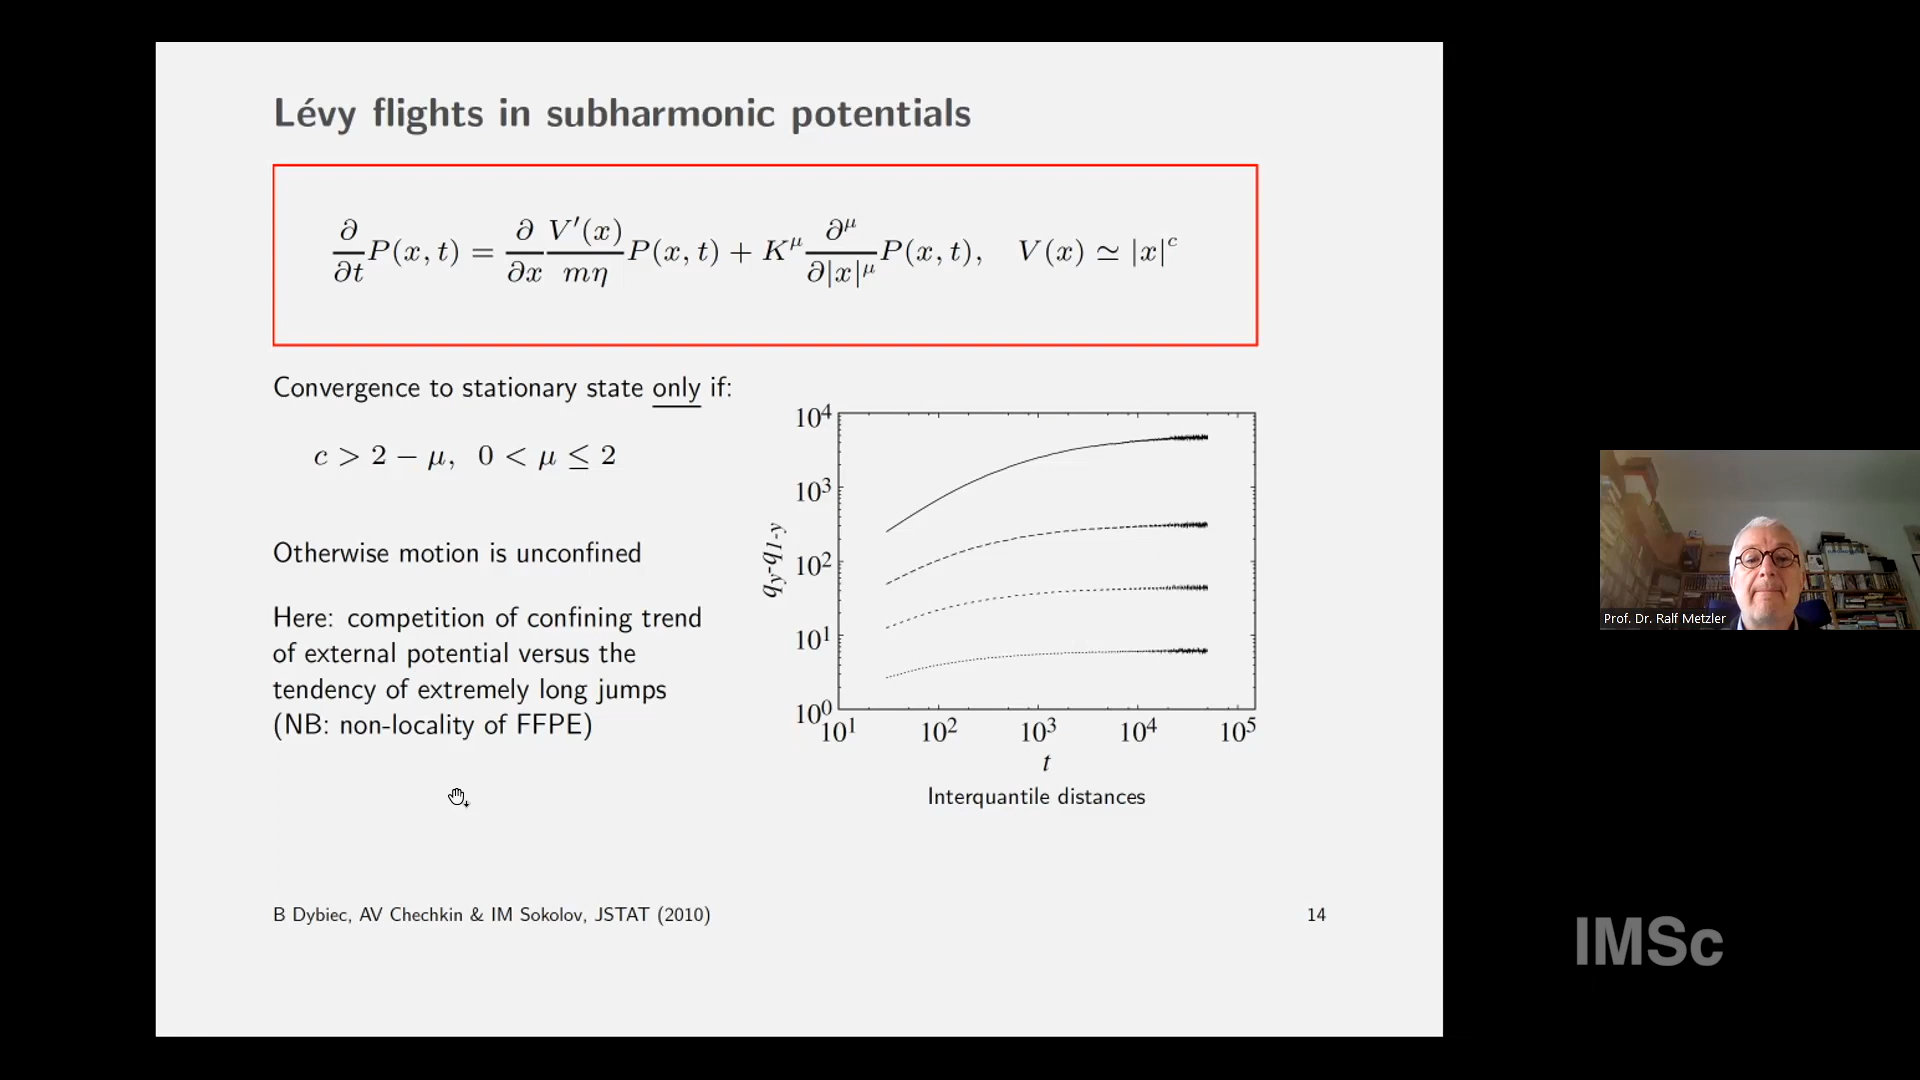 Lévy flights in subharmonic potentials
∂/∂t P(x, t) = ∂/∂x V′(x)/mη P(x, t) + K^μ ∂^μ/∂|x|^μ P(x, t),   V(x) ≃ |x|^c
Convergence to stationary state only if:
c > 2 − μ,  0 < μ ≤ 2
Otherwise motion is unconfined
Here: competition of confining trend
of external potential versus the
tendency of extremely long jumps
(NB: non-locality of FFPE)
10^4
10^3
10^2
10^1
10^0
q_y-q_{1-y}
10^1 10^2 10^3 10^4 10^5
t
Interquantile distances
B Dybiec, AV Chechkin & IM Sokolov, JSTAT (2010)
14
Prof. Dr. Ralf Metzler
IMSc